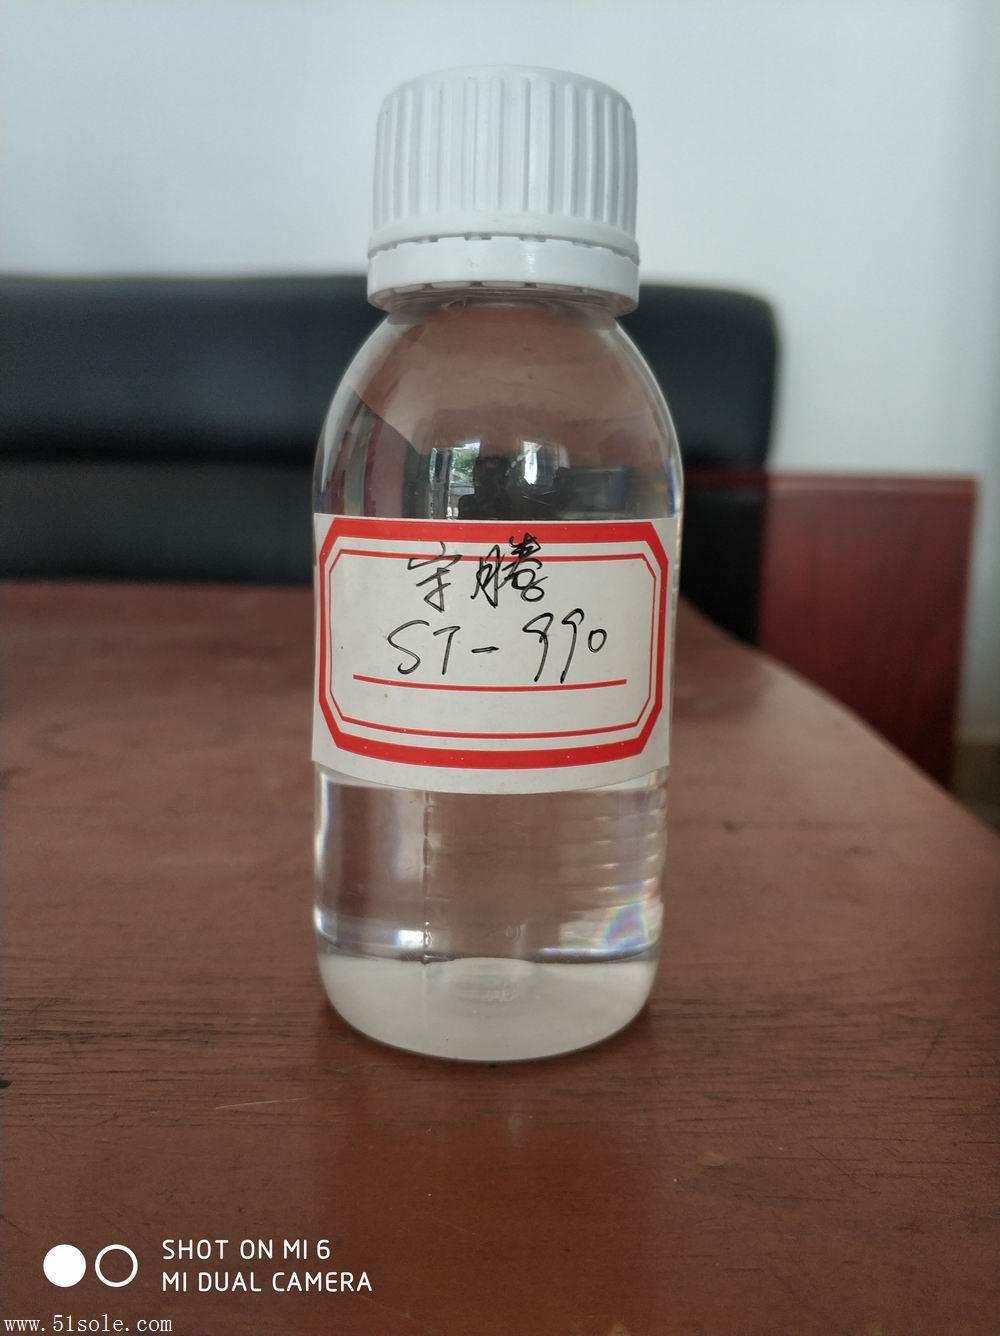 宇腾
ST-990
SHOT ON MI 6
MI DUAL CAMERA
www.51sole.com